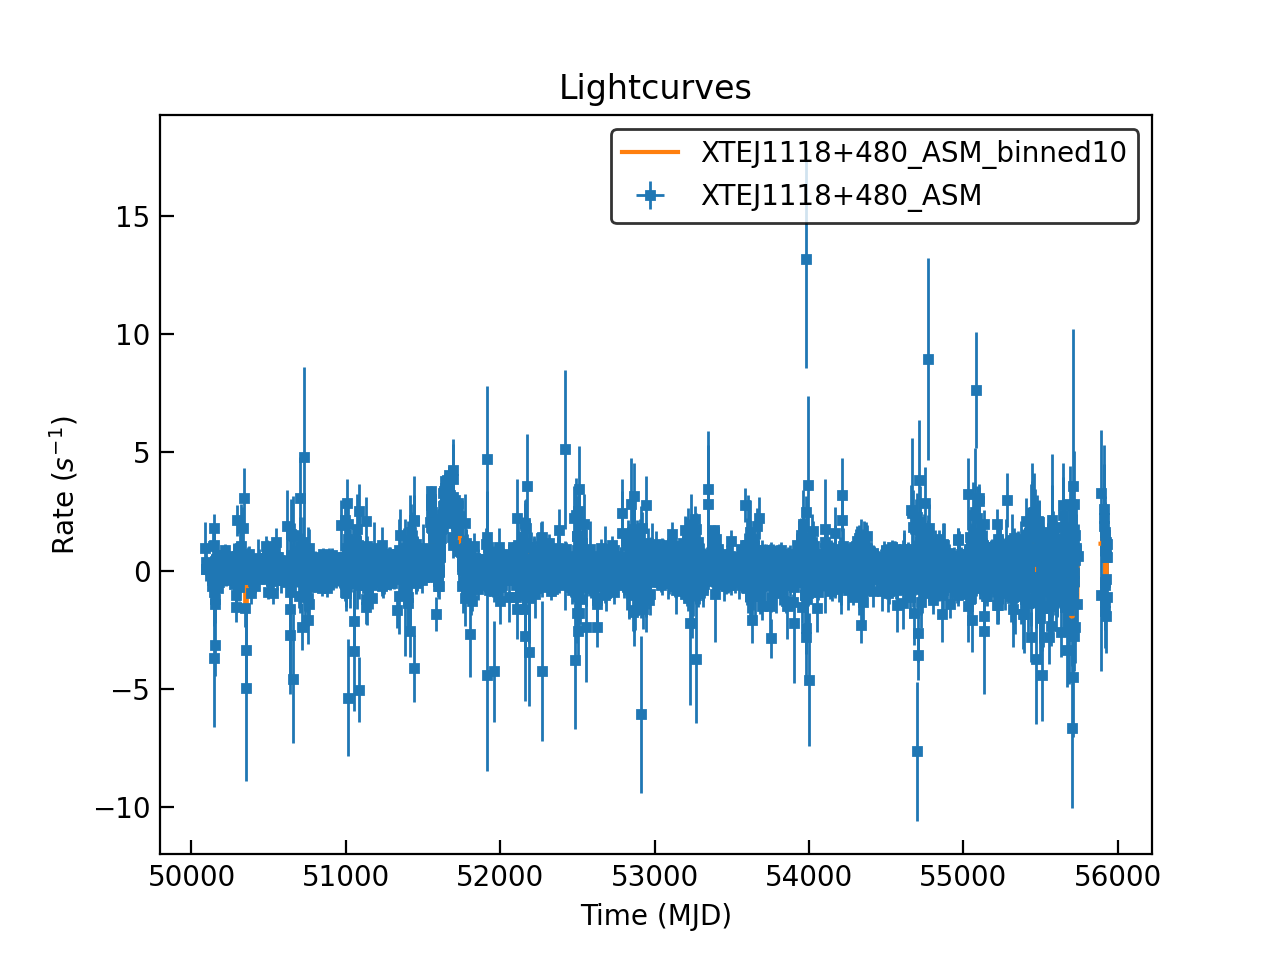 Lightcurves
XTEJ1118+480_ASM_binned10
XTEJ1118+480_ASM
15
10
5
0
−5
−10
Rate (s⁻¹)
50000 51000 52000 53000 54000 55000 56000
Time (MJD)